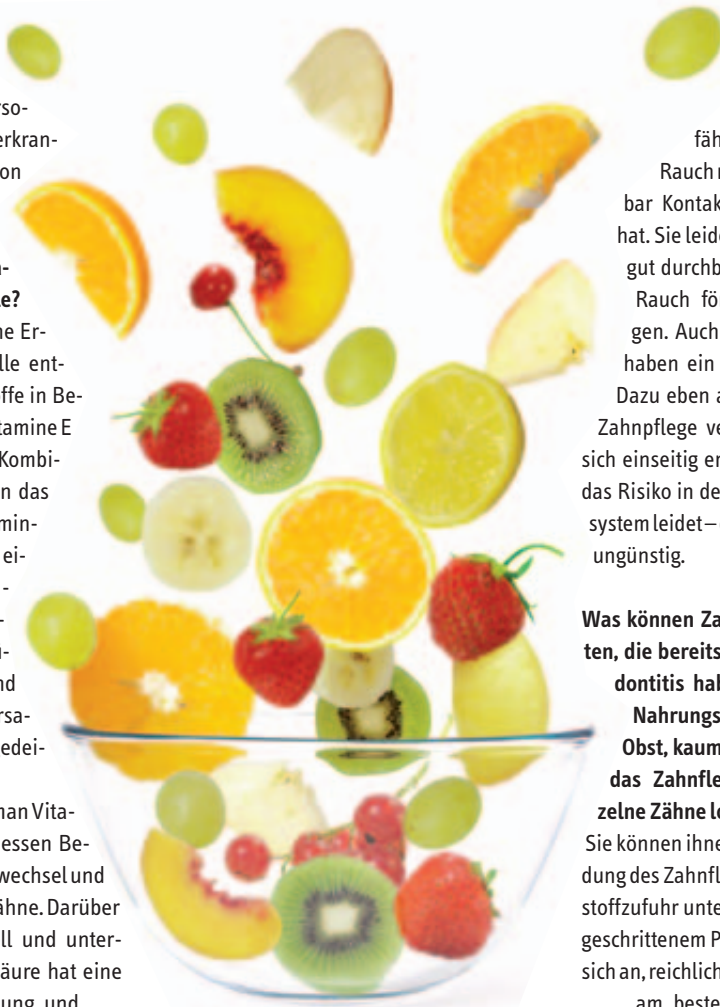 rso-
erkran-
on
e?
ne Er-
lle ent-
ffe in Be-
tamine E
Kombi-
n das
min-
ei-
-
-
nd
rsa-
edei-
nan Vita-
essen Be-
wechsel und
ähne. Darüber
ll und unter-
äure hat eine
ung und
fäh
Rauch
bar Kontak
hat. Sie leid
gut durchb
Rauch fö
gen. Auch
haben ein
Dazu eben a
Zahnpflege ve
sich einseitig er
das Risiko in de
system leidet –
ungünstig.
Was können Za
ten, die bereits
dontitis hab
Nahrungs
Obst, kaum
das Zahnfle
zelne Zähne lo
Sie können ihne
dung des Zahnfl
stoffzufuhr unte
geschrittenem P
sich an, reichlich
am beste